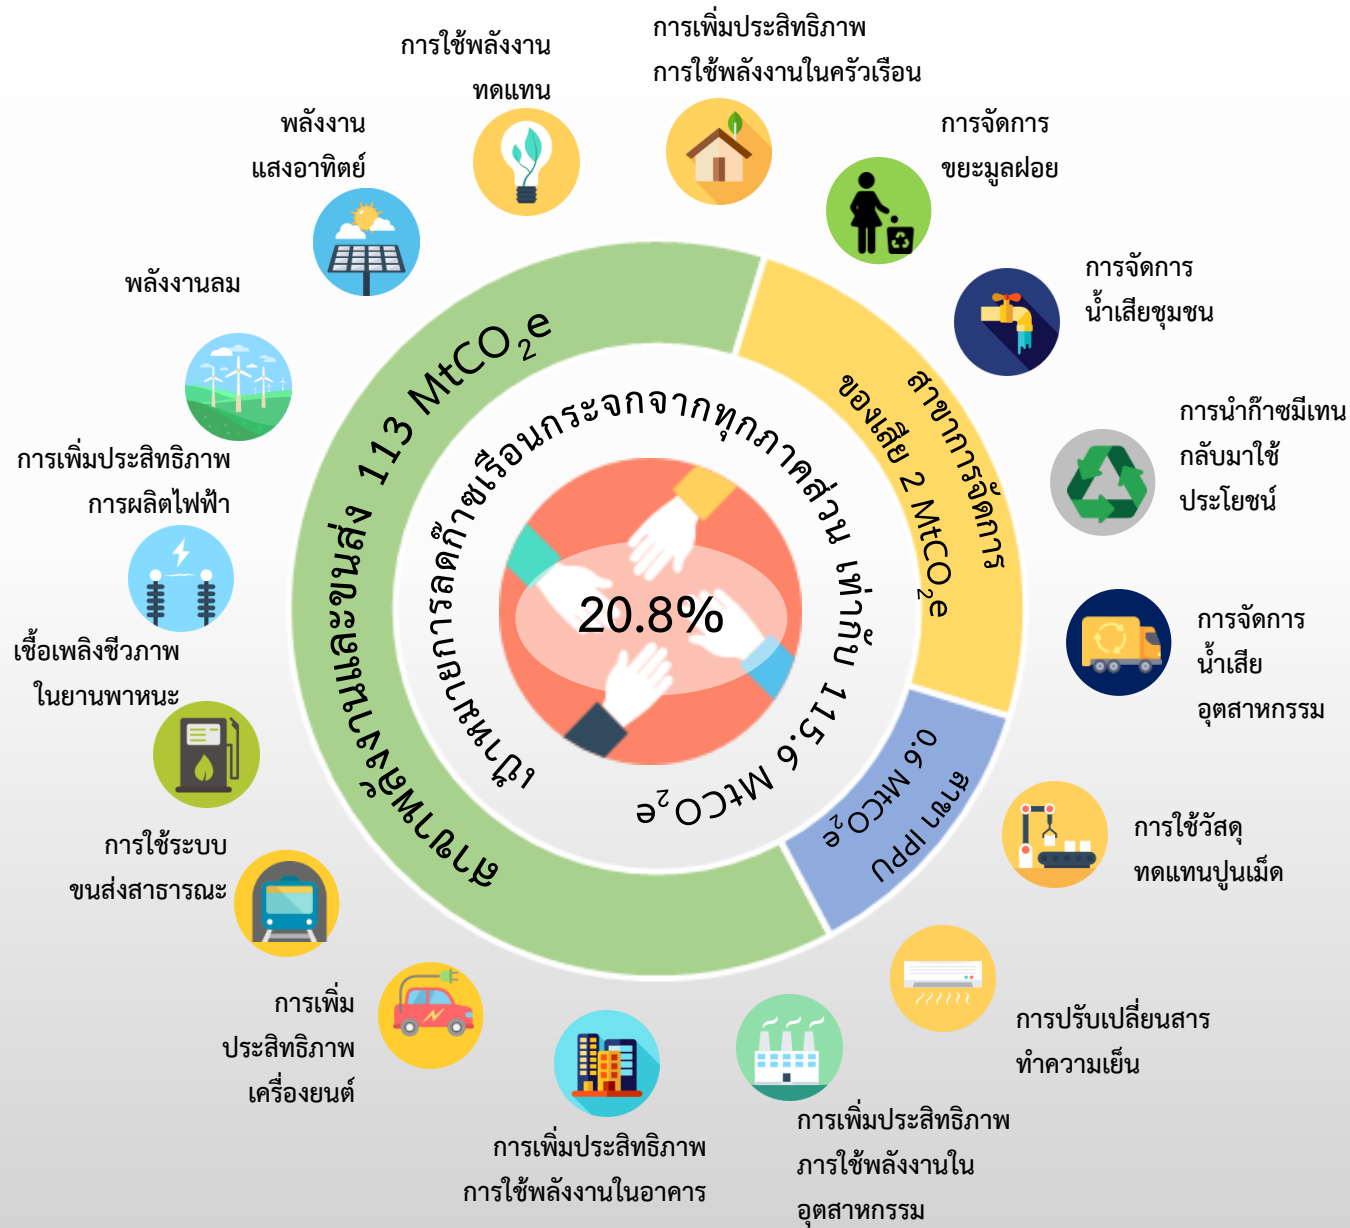 การใช้พลังงาน
ทดแทน
การเพิ่มประสิทธิภาพ
การใช้พลังงานในครัวเรือน
พลังงาน
แสงอาทิตย์
การจัดการ
ขยะมูลฝอย
พลังงานลม
การจัดการ
น้ำเสียชุมชน
การเพิ่มประสิทธิภาพ
การผลิตไฟฟ้า
การนำก๊าซมีเทน
กลับมาใช้
ประโยชน์
เชื้อเพลิงชีวภาพ
ในยานพาหนะ
การจัดการ
น้ำเสีย
อุตสาหกรรม
การใช้ระบบ
ขนส่งสาธารณะ
การใช้วัสดุ
ทดแทนปูนเม็ด
การเพิ่ม
ประสิทธิภาพ
เครื่องยนต์
การปรับเปลี่ยนสาร
ทำความเย็น
การเพิ่มประสิทธิภาพ
การใช้พลังงานในอาคาร
การเพิ่มประสิทธิภาพ
ภารใช้พลังงานใน
อุตสาหกรรม
สาขาพลังงานและขนส่ง 113 MtCO₂e
สาขาการจัดการ
ของเสีย 2 MtCO₂e
สาขา IPPU
0.6 MtCO₂e
เป้าหมายการลดก๊าซเรือนกระจกจากทุกภาคส่วน เท่ากับ 115.6 MtCO₂e
20.8%